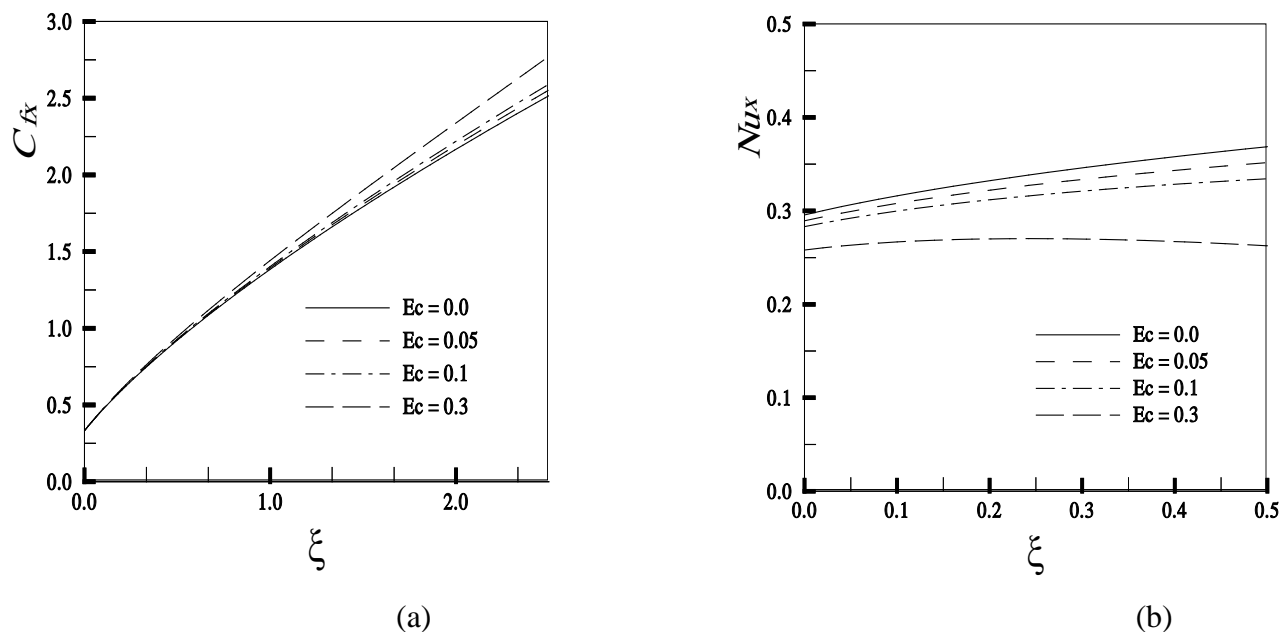 3.0
2.5
2.0
1.5
1.0
0.5
0.0
C fx
0.0 1.0 2.0
ξ
Ec = 0.0
Ec = 0.05
Ec = 0.1
Ec = 0.3
(a)
0.5
0.4
0.3
0.2
0.1
0.0
Nux
0.0 0.1 0.2 0.3 0.4 0.5
ξ
Ec = 0.0
Ec = 0.05
Ec = 0.1
Ec = 0.3
(b)